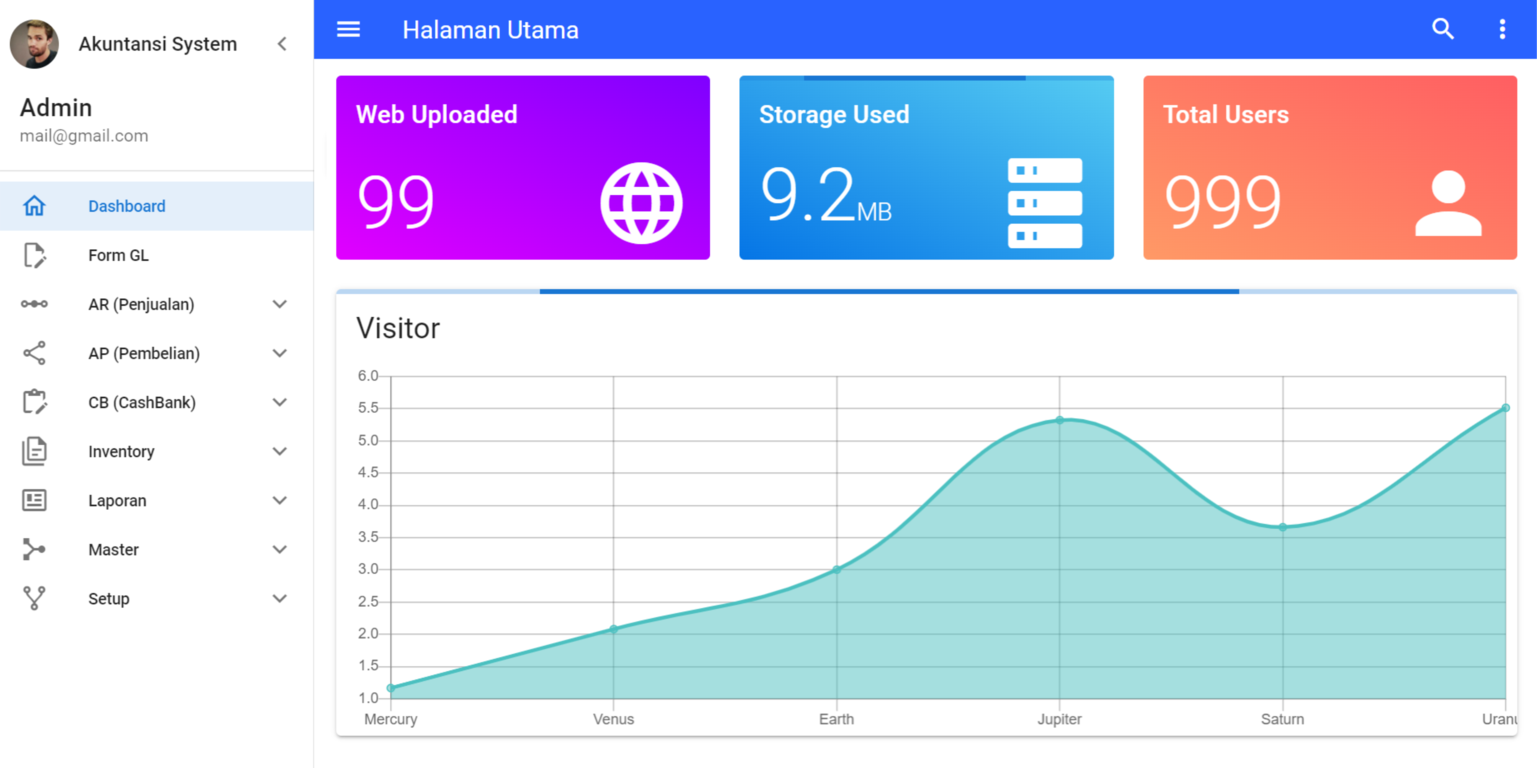 Akuntansi System
Admin
mail@gmail.com
Dashboard
Form GL
AR (Penjualan)
AP (Pembelian)
CB (CashBank)
Inventory
Laporan
Master
Setup
Halaman Utama
Web Uploaded
99
Storage Used
9.2MB
Total Users
999
Visitor
6.0
5.5
5.0
4.5
4.0
3.5
3.0
2.5
2.0
1.5
1.0
Mercury Venus Earth Jupiter Saturn Uranu